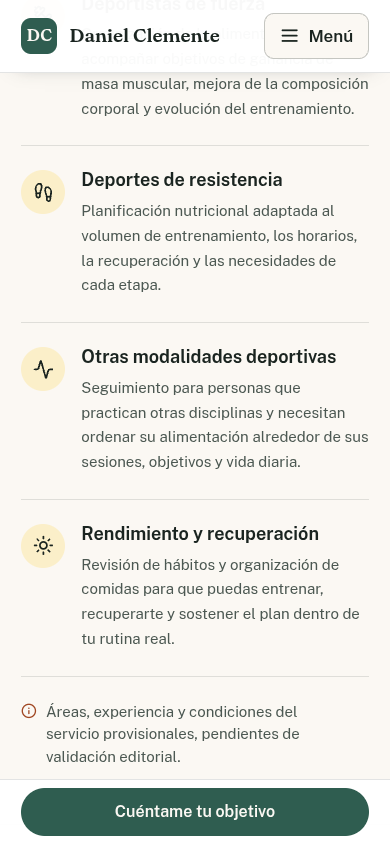 DC Daniel Clemente
Menú
Deportistas de fuerza
masa muscular, mejora de la composición
corporal y evolución del entrenamiento.
Deportes de resistencia
Planificación nutricional adaptada al
volumen de entrenamiento, los horarios,
la recuperación y las necesidades de
cada etapa.
Otras modalidades deportivas
Seguimiento para personas que
practican otras disciplinas y necesitan
ordenar su alimentación alrededor de sus
sesiones, objetivos y vida diaria.
Rendimiento y recuperación
Revisión de hábitos y organización de
comidas para que puedas entrenar,
recuperarte y sostener el plan dentro de
tu rutina real.
Áreas, experiencia y condiciones del
servicio provisionales, pendientes de
validación editorial.
Cuéntame tu objetivo